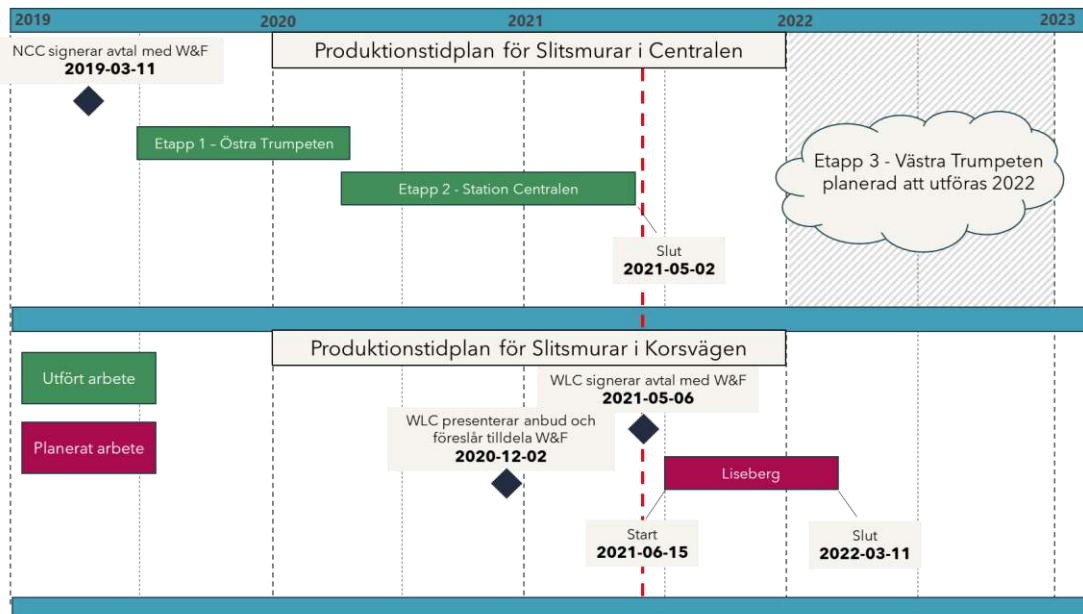 2019 2020 2021 2022 2023
NCC signerar avtal med W&F
2019-03-11
Produktionstidplan för Slitsmurar i Centralen
Etapp 1 – Östra Trumpeten
Etapp 2 - Station Centralen
Slut
2021-05-02
Etapp 3 - Västra Trumpeten
planerad att utföras 2022
Produktionstidplan för Slitsmurar i Korsvägen
Utfört arbete
Planerat arbete
WLC signerar avtal med W&F
2021-05-06
WLC presenterar anbud och
föreslår tilldela W&F
2020-12-02
Liseberg
Start
2021-06-15
Slut
2022-03-11